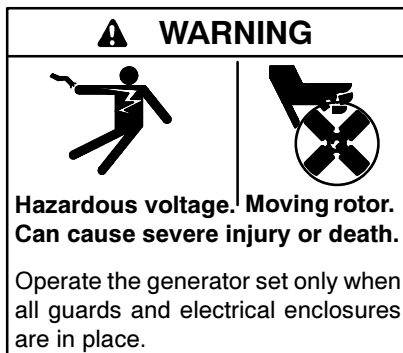 WARNING
Hazardous voltage. Moving rotor.
Can cause severe injury or death.
Operate the generator set only when
all guards and electrical enclosures
are in place.